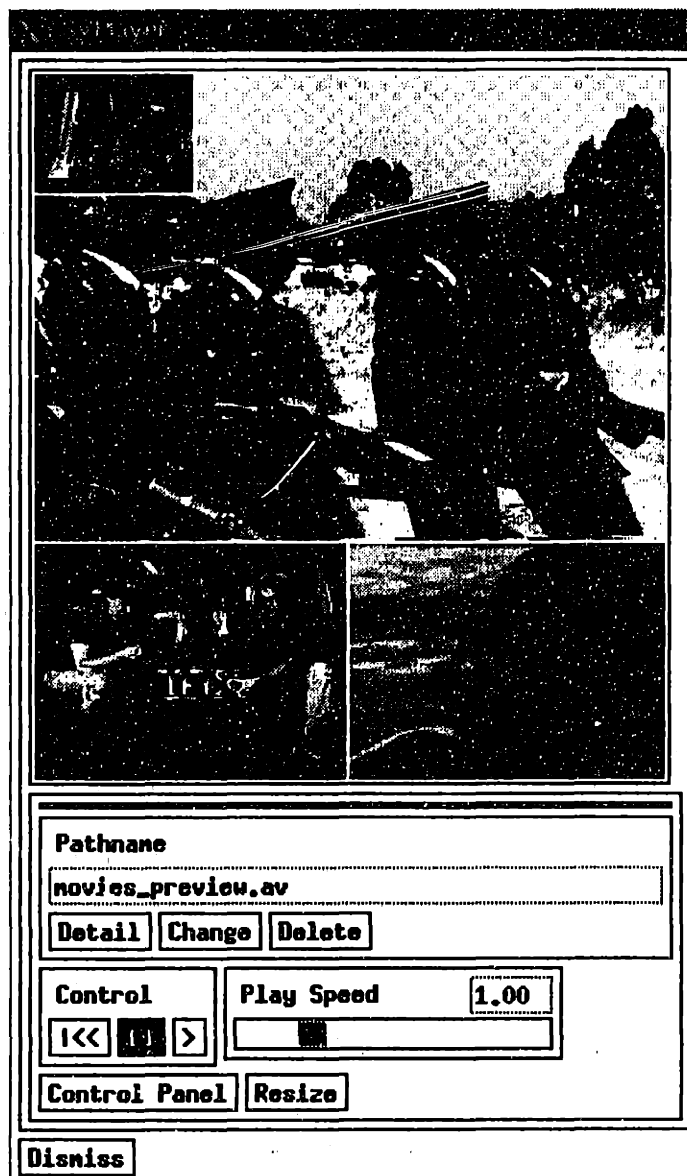 Pathname
movies_preview.av
Detail Change Delete
Control
Play Speed 1.00
|<< >
Control Panel Resize
Dismiss